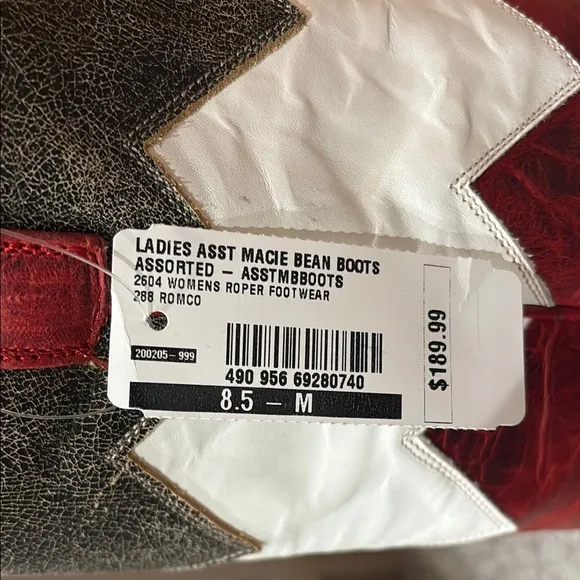 LADIES ASST MACIE BEAN BOOTS
ASSORTED - ASSTMBBOOTS
2604 WOMENS ROPER FOOTWEAR
288 ROMCO
200205-999
490 956 69280740
8.5 - M
$189.99